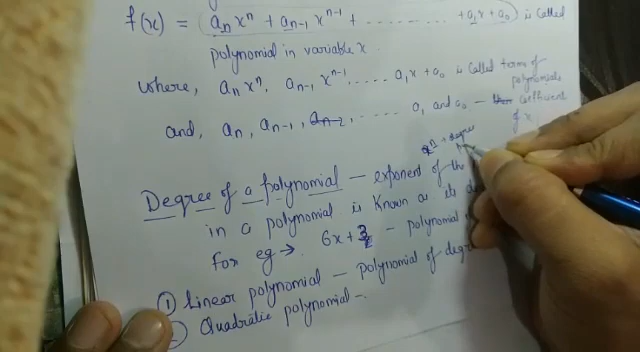 f(x) = aₙxⁿ + aₙ₋₁ xⁿ⁻¹ + ........ + a₁x + a₀ is called
polynomial in variable x.
where, aₙxⁿ, aₙ₋₁ xⁿ⁻¹ ..... a₁x + a₀ is called terms of polynomials
and, aₙ, aₙ₋₁, aₙ₋₂, ..... a₁ and a₀ - coefficient of x
Degree of a polynomial - exponent of the
in a polynomial is known as its
for eg → 6x + 3 - polynomial
① Linear polynomial - polynomial of
② Quadratic polynomial -